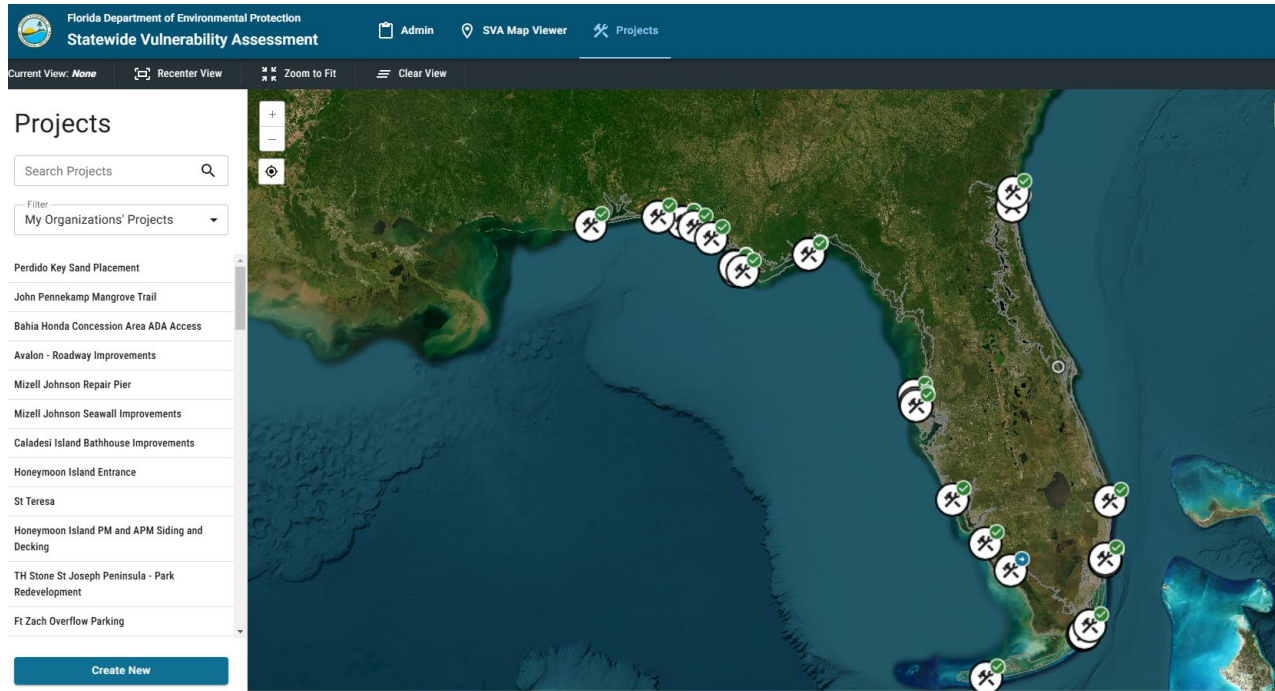 Florida Department of Environmental Protection
Statewide Vulnerability Assessment
Admin
SVA Map Viewer
Projects
Current View: None
Recenter View
Zoom to Fit
Clear View
Projects
Search Projects
Filter
My Organizations' Projects
Perdido Key Sand Placement
John Pennekamp Mangrove Trail
Bahia Honda Concession Area ADA Access
Avalon - Roadway Improvements
Mizell Johnson Repair Pier
Mizell Johnson Seawall Improvements
Caladesi Island Bathhouse Improvements
Honeymoon Island Entrance
St Teresa
Honeymoon Island PM and APM Siding and
Decking
TH Stone St Joseph Peninsula - Park
Redevelopment
Ft Zach Overflow Parking
Create New